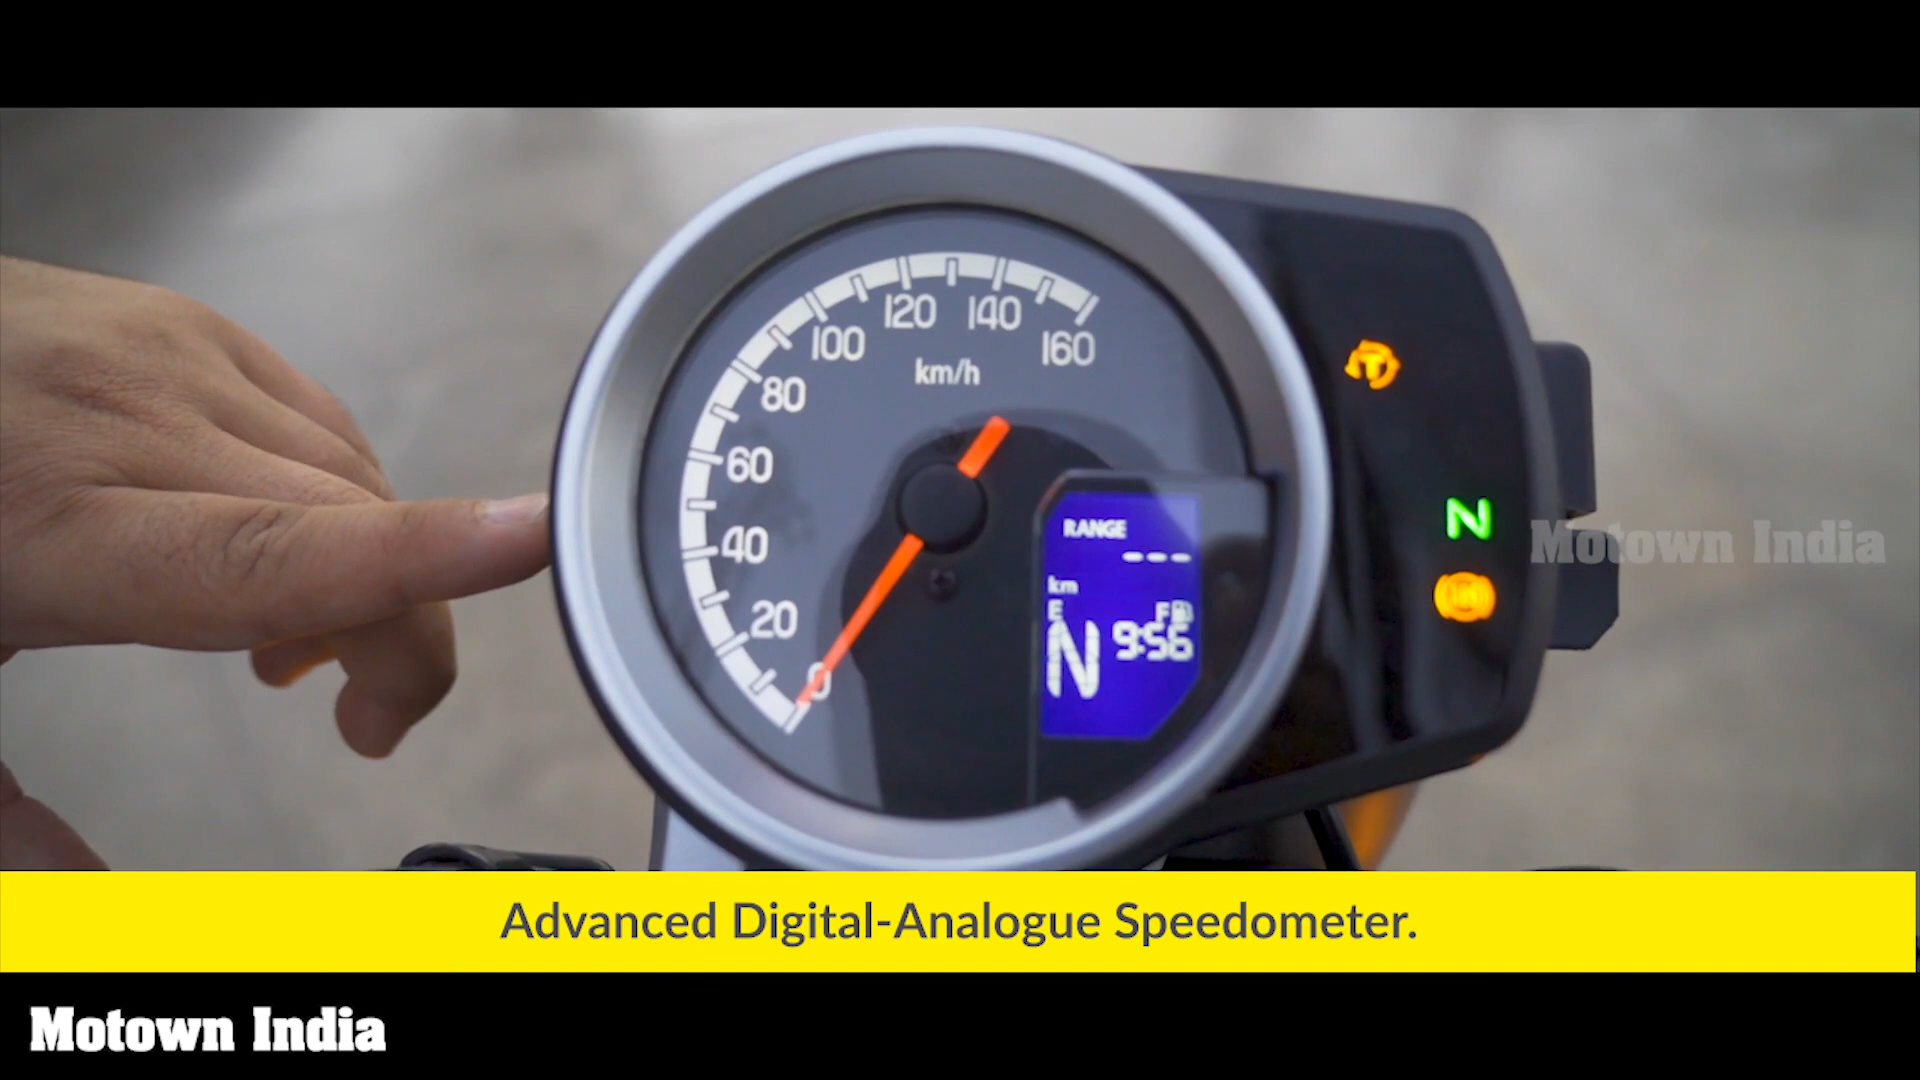 120
140
100
160
km/h
80
60
40
20
0
RANGE
---
km
E
F
N
9:56
T
N
Motown India
Advanced Digital-Analogue Speedometer.
Motown India